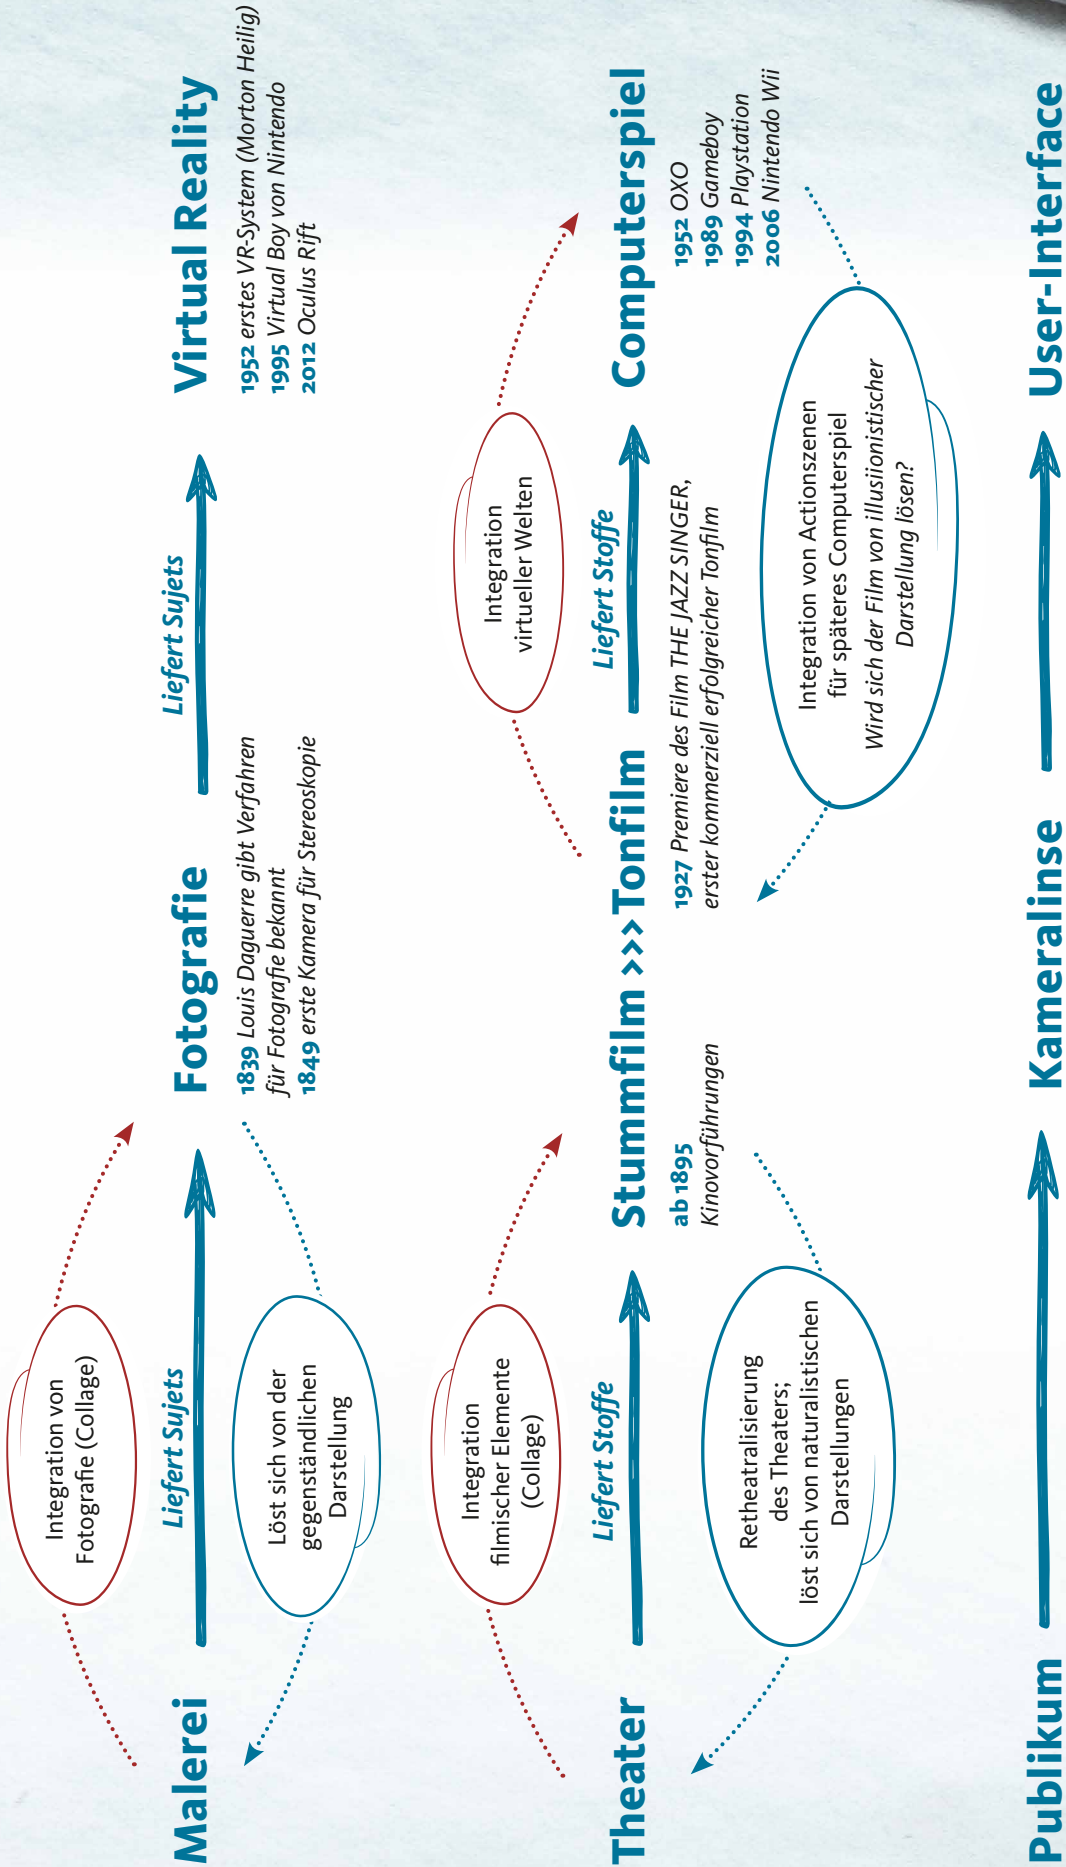 Integration von
Fotografie (Collage)
Malerei
Liefert Sujets
Fotografie
Liefert Sujets
Virtual Reality
1839 Louis Daguerre gibt Verfahren
für Fotografie bekannt
1849 erste Kamera für Stereoskopie
1952 erstes VR-System (Morton Heilig)
1995 Virtual Boy von Nintendo
2012 Oculus Rift
Löst sich von der
gegenständlichen
Darstellung
Integration
filmischer Elemente
(Collage)
Integration
virtueller Welten
Theater
Liefert Stoffe
Stummfilm >>> Tonfilm
Liefert Stoffe
Computerspiel
ab 1895
Kinovorführungen
1927 Premiere des Film THE JAZZ SINGER,
erster kommerziell erfolgreicher Tonfilm
1952 OXO
1989 Gameboy
1994 Playstation
2006 Nintendo Wii
Retheatralisierung
des Theaters;
löst sich von naturalistischen
Darstellungen
Integration von Actionszenen
für späteres Computerspiel
Wird sich der Film von illusiionistischer
Darstellung lösen?
Publikum
Kameralinse
User-Interface